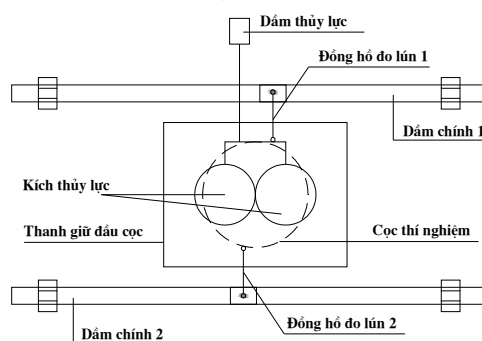 Dầm thủy lực
Đồng hồ đo lún 1
Dầm chính 1
Kích thủy lực
Thanh giữ đầu cọc
Cọc thí nghiệm
Đồng hồ đo lún 2
Dầm chính 2